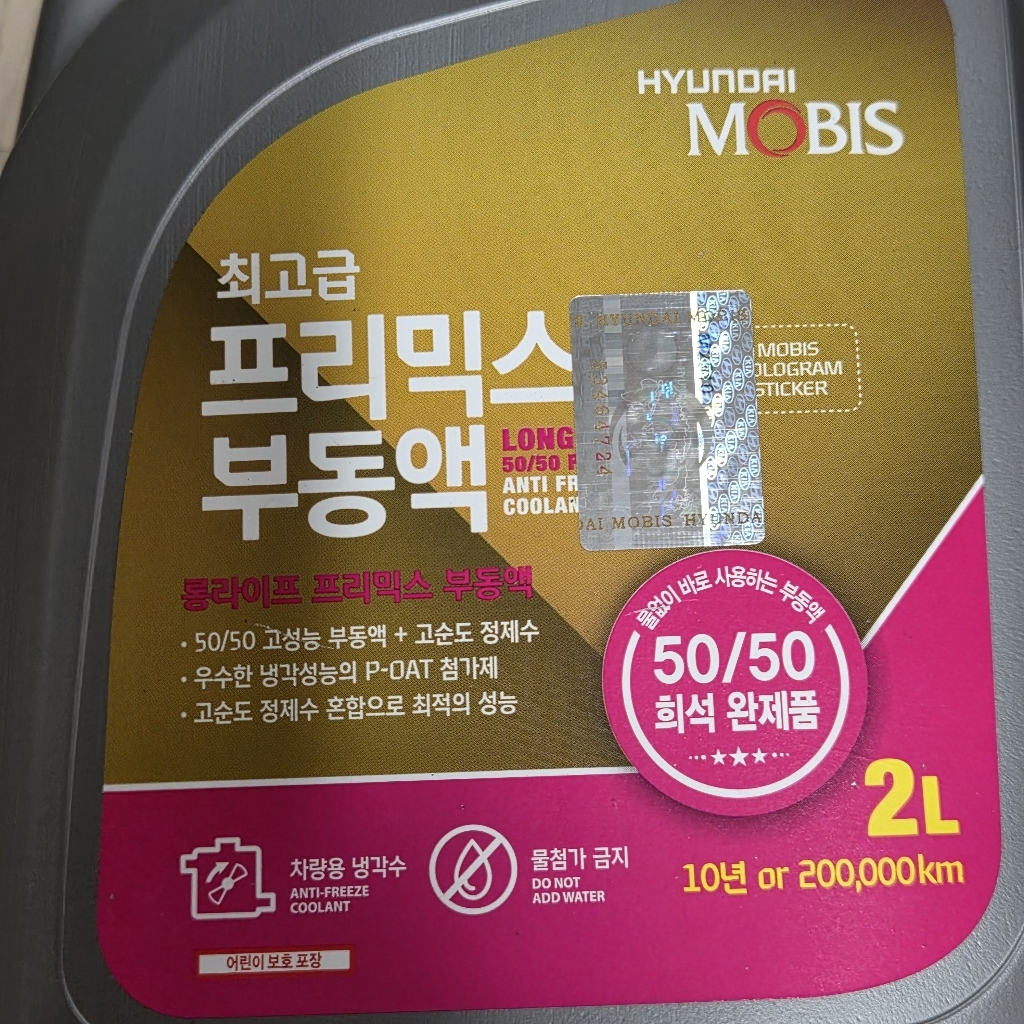 HYUNDAI
MOBIS
최고급
프리믹스
부동액
LONG
50/50
ANTI
COOLAN
HYUNDAI
MOBIS
STICKER
DAI MOBIS HYUNDA
롱라이프 프리믹스 부동액
• 50/50 고성능 부동액 + 고순도 정제수
• 우수한 냉각성능의 P-OAT 첨가제
• 고순도 정제수 혼합으로 최적의 성능
물없이 바로 사용하는 부동액
50/50
희석 완제품
2L
10년 or 200,000km
차량용 냉각수
ANTI-FREEZE
COOLANT
물첨가 금지
DO NOT
ADD WATER
어린이 보호 포장